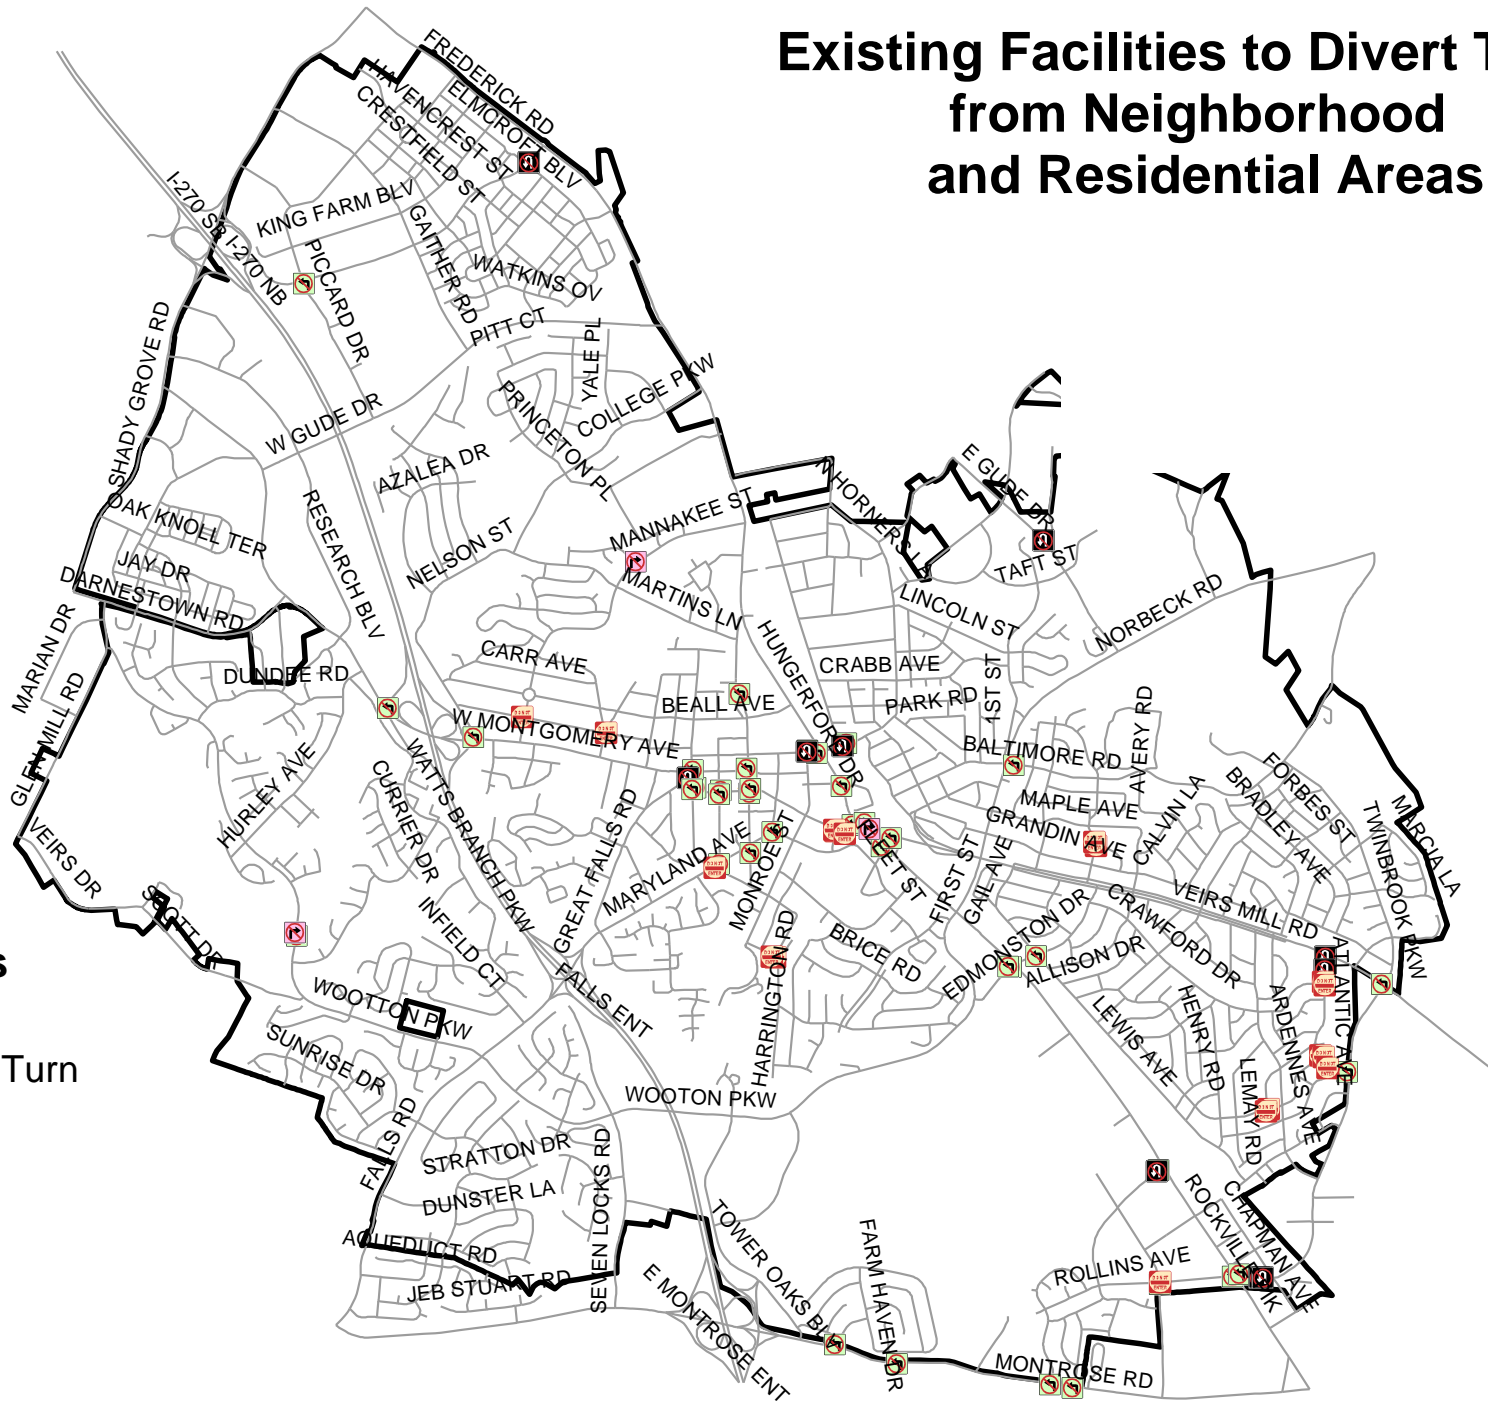 Existing Facilities to Divert T
from Neighborhood
and Residential Areas
FREDERICK RD
HAVENCREST ST
ELMCROFT BLV
CRESTFIELD ST
KING FARM BLV
I-270 SB
I-270 NB
PICCARD DR
GAITHER RD
WATKINS
PITT CT
YALE PL
COLLEGE PKW
PRINCETON PL
SHADY GROVE RD
W GUDE DR
AZALEA DR
E GUDE DR
N HORNERS LN
OAK KNOLL TER
RESEARCH BLV
NELSON ST
MANNAKEE ST
TAFT ST
JAY DR
DARNESTOWN RD
MARTINS LN
LINCOLN ST
NORBECK RD
MARIAN DR
GLEN MILL RD
DUNDEE RD
CARR AVE
HUNGERFORD DR
CRABB AVE
BEALL AVE
PARK RD
1ST ST
AVERY RD
W MONTGOMERY AVE
BALTIMORE RD
HURLEY AVE
CURRIER DR
WATTS BRANCH PKW
GREAT FALLS RD
MAPLE AVE
GRANDIN AVE
CALVIN LA
FORBES ST
BRADLEY AVE
TWINBROOK PKW
MARCIA LA
VEIRS DR
MARYLAND AVE
MONROE ST
FLEET ST
FIRST ST
GAIL AVE
VEIRS MILL RD
SCOTT DR
INFIELD CT
HARRINGTON RD
BRICE RD
EDMONSTON DR
ALLISON DR
CRAWFORD DR
ATLANTIC AVE
s
WOOTTON PKW
FALLS ENT
LEWIS AVE
HENRY RD
ARDENNES AVE
LEMAY RD
Turn
SUNRISE DR
WOOTON PKW
FALLS RD
STRATTON DR
DUNSTER LA
SEVEN LOCKS RD
AQUEDUCT RD
JEB STUART RD
E MONTROSE ENT
FARM HAVEN DR
ROLLINS AVE
CHAPMAN AVE
MONTROSE RD